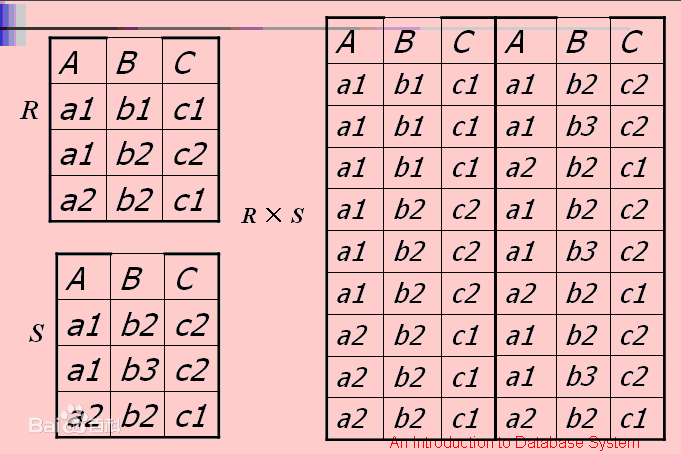 R
A B C
a1 b1 c1
a1 b2 c2
a2 b2 c1
S
A B C
a1 b2 c2
a1 b3 c2
a2 b2 c1
R × S
A B C A B C
a1 b1 c1 a1 b2 c2
a1 b1 c1 a1 b3 c2
a1 b1 c1 a2 b2 c1
a1 b2 c2 a1 b2 c2
a1 b2 c2 a1 b3 c2
a1 b2 c2 a2 b2 c1
a2 b2 c1 a1 b2 c2
a2 b2 c1 a1 b3 c2
a2 b2 c1 a2 b2 c1
Bai百科
An Introduction to Database System